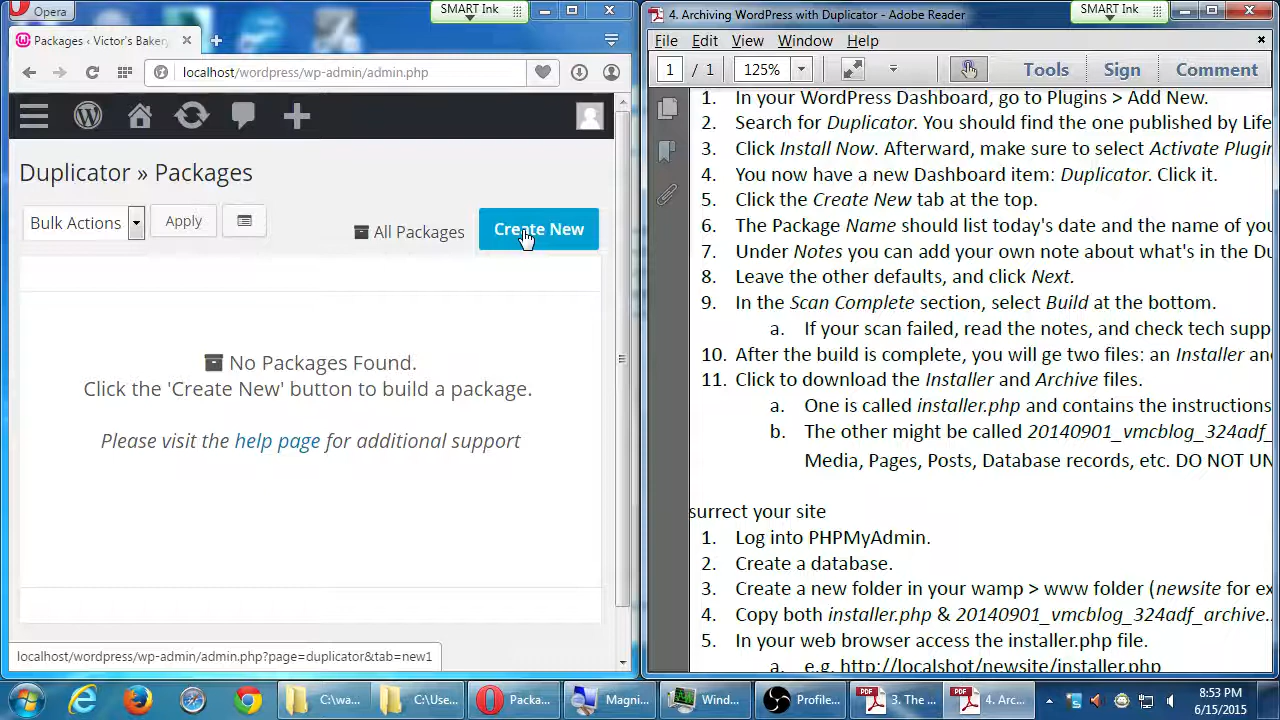 Opera
SMART Ink
Packages ‹ Victor's Bakery
localhost/wordpress/wp-admin/admin.php
Duplicator » Packages
Bulk Actions
Apply
All Packages
Create New
No Packages Found.
Click the 'Create New' button to build a package.
Please visit the help page for additional support
localhost/wordpress/wp-admin/admin.php?page=duplicator&tab=new1
4. Archiving WordPress with Duplicator - Adobe Reader
SMART Ink
File Edit View Window Help
1 / 1 125% Tools Sign Comment
1. In your WordPress Dashboard, go to Plugins > Add New.
2. Search for Duplicator. You should find the one published by Life
3. Click Install Now. Afterward, make sure to select Activate Plugin
4. You now have a new Dashboard item: Duplicator. Click it.
5. Click the Create New tab at the top.
6. The Package Name should list today's date and the name of you
7. Under Notes you can add your own note about what's in the Du
8. Leave the other defaults, and click Next.
9. In the Scan Complete section, select Build at the bottom.
a. If your scan failed, read the notes, and check tech supp
10. After the build is complete, you will ge two files: an Installer an
11. Click to download the Installer and Archive files.
a. One is called installer.php and contains the instructions
b. The other might be called 20140901_vmcblog_324adf_
Media, Pages, Posts, Database records, etc. DO NOT UN
surrect your site
1. Log into PHPMyAdmin.
2. Create a database.
3. Create a new folder in your wamp > www folder (newsite for ex
4. Copy both installer.php & 20140901_vmcblog_324adf_archive..
5. In your web browser access the installer.php file.
a. e.g. http://localshot/newsite/installer.php
C:\wa... C:\Use... Packa... Magni... Wind... Profile... 3. The ... 4. Arc...
8:53 PM
6/15/2015